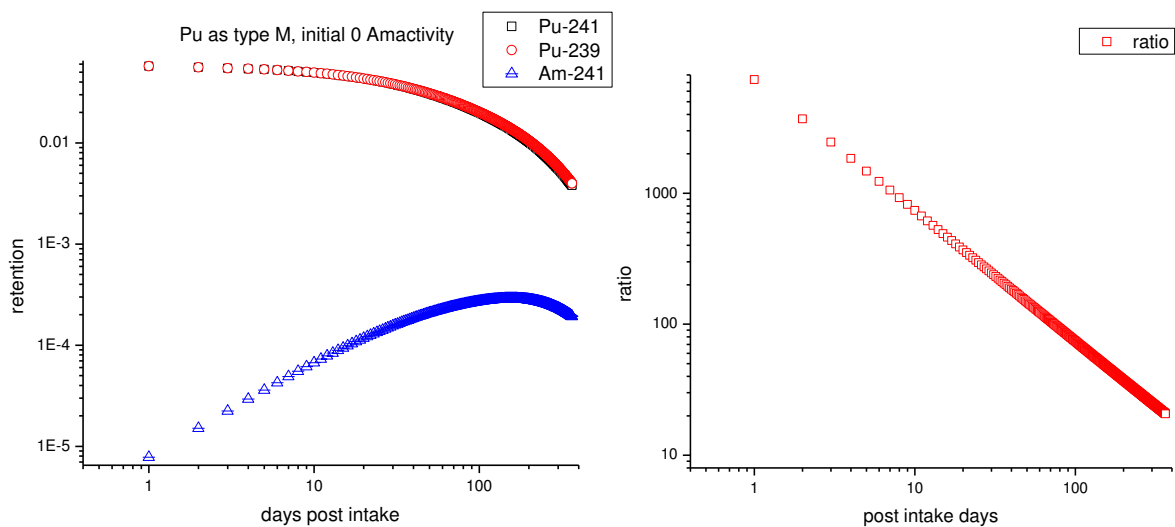 Pu as type M, initial 0 Amactivity
Pu-241
Pu-239
Am-241
retention
0.01
1E-3
1E-4
1E-5
1
10
100
days post intake
ratio
ratio
1000
100
10
1
10
100
post intake days